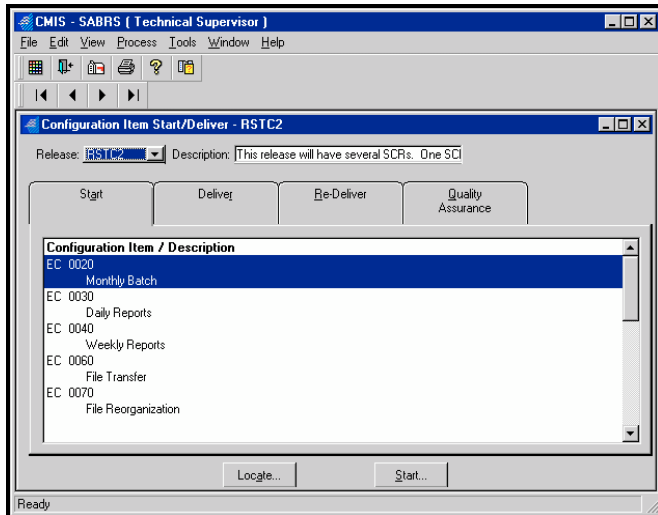 CMIS - SABRS ( Technical Supervisor )
File Edit View Process Tools Window Help
Configuration Item Start/Deliver - RSTC2
Release: RSTC2 Description: This release will have several SCRs. One SCI
Start Deliver Re-Deliver Quality Assurance
Configuration Item / Description
EC 0020
Monthly Batch
EC 0030
Daily Reports
EC 0040
Weekly Reports
EC 0060
File Transfer
EC 0070
File Reorganization
Locate... Start...
Ready